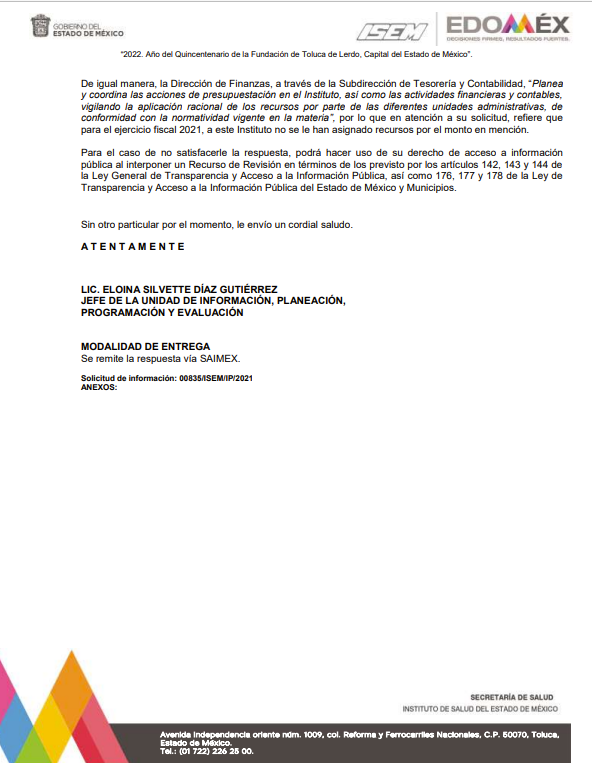 GOBIERNO DEL
ESTADO DE MÉXICO
ISEM
EDOMÉX
DECISIONES FIRMES, RESULTADOS FUERTES.
“2022. Año del Quincentenario de la Fundación de Toluca de Lerdo, Capital del Estado de México”.
De igual manera, la Dirección de Finanzas, a través de la Subdirección de Tesorería y Contabilidad, “Planea
y coordina las acciones de presupuestación en el Instituto, así como las actividades financieras y contables,
vigilando la aplicación racional de los recursos por parte de las diferentes unidades administrativas, de
conformidad con la normatividad vigente en la materia”, por lo que en atención a su solicitud, refiere que
para el ejercicio fiscal 2021, a este Instituto no se le han asignado recursos por el monto en mención.
Para el caso de no satisfacerle la respuesta, podrá hacer uso de su derecho de acceso a información
pública al interponer un Recurso de Revisión en términos de los previsto por los artículos 142, 143 y 144 de
la Ley General de Transparencia y Acceso a la Información Pública, así como 176, 177 y 178 de la Ley de
Transparencia y Acceso a la Información Pública del Estado de México y Municipios.
Sin otro particular por el momento, le envío un cordial saludo.
A T E N T A M E N T E
LIC. ELOINA SILVETTE DÍAZ GUTIÉRREZ
JEFE DE LA UNIDAD DE INFORMACIÓN, PLANEACIÓN,
PROGRAMACIÓN Y EVALUACIÓN
MODALIDAD DE ENTREGA
Se remite la respuesta vía SAIMEX.
Solicitud de información: 00835/ISEM/IP/2021
ANEXOS:
SECRETARÍA DE SALUD
INSTITUTO DE SALUD DEL ESTADO DE MÉXICO
Avenida Independencia oriente núm. 1009, col. Reforma y Ferrocarriles Nacionales, C.P. 50070, Toluca,
Estado de México.
Tel.: (01 722) 226 25 00.